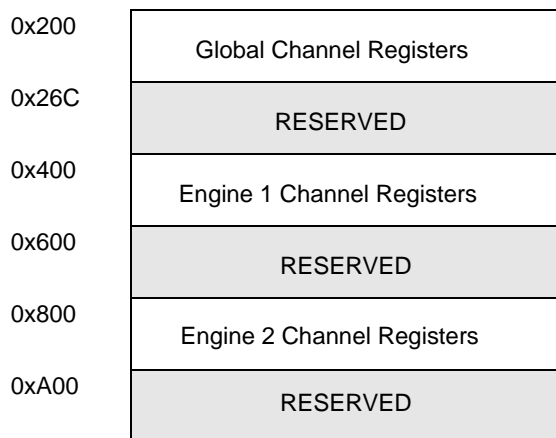 0x200
Global Channel Registers
0x26C
RESERVED
0x400
Engine 1 Channel Registers
0x600
RESERVED
0x800
Engine 2 Channel Registers
0xA00
RESERVED